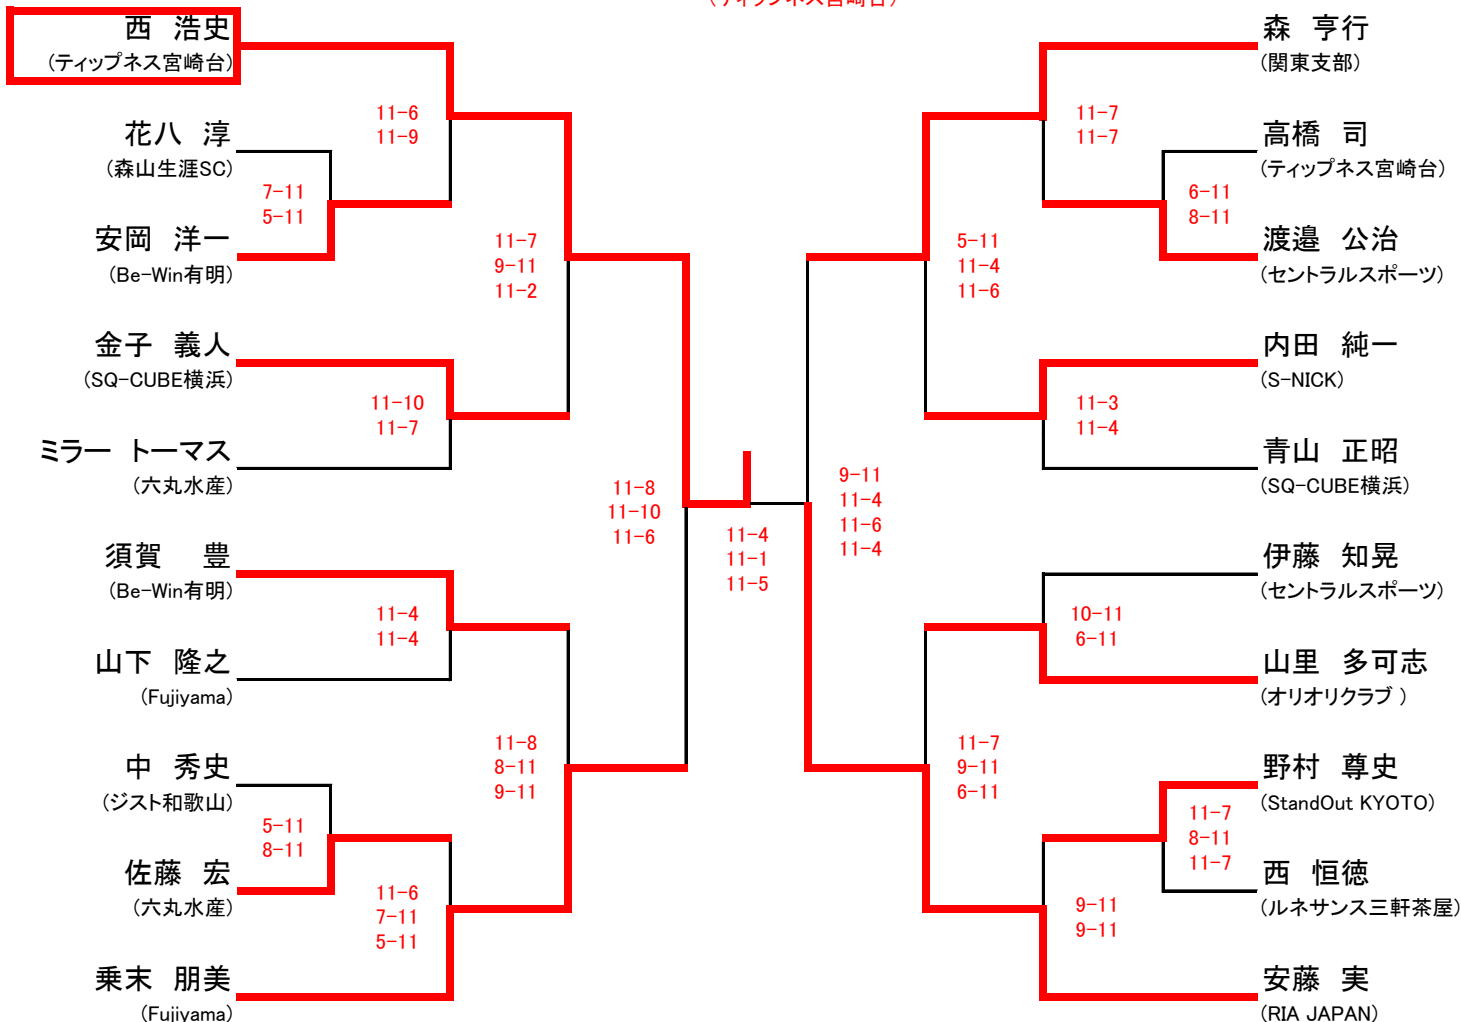 (ティップネス宮崎台)
西 浩史
(ティップネス宮崎台)
花八 淳
(森山生涯SC)
安岡 洋一
(Be-Win有明)
金子 義人
(SQ-CUBE横浜)
ミラー トーマス
(六丸水産)
須賀 豊
(Be-Win有明)
山下 隆之
(Fujiyama)
中 秀史
(ジスト和歌山)
佐藤 宏
(六丸水産)
乗末 朋美
(Fujiyama)
7-11
5-11
5-11
8-11
11-6
11-9
11-10
11-7
11-4
11-4
11-6
7-11
5-11
11-7
9-11
11-2
11-8
8-11
9-11
11-8
11-10
11-6
11-4
11-1
11-5
9-11
11-4
11-6
11-4
5-11
11-4
11-6
11-7
9-11
6-11
11-7
11-7
11-3
11-4
10-11
6-11
9-11
9-11
6-11
8-11
11-7
8-11
11-7
森 亨行
(関東支部)
高橋 司
(ティップネス宮崎台)
渡邉 公治
(セントラルスポーツ)
内田 純一
(S-NICK)
青山 正昭
(SQ-CUBE横浜)
伊藤 知晃
(セントラルスポーツ)
山里 多可志
(オリオリクラブ )
野村 尊史
(StandOut KYOTO)
西 恒徳
(ルネサンス三軒茶屋)
安藤 実
(RIA JAPAN)